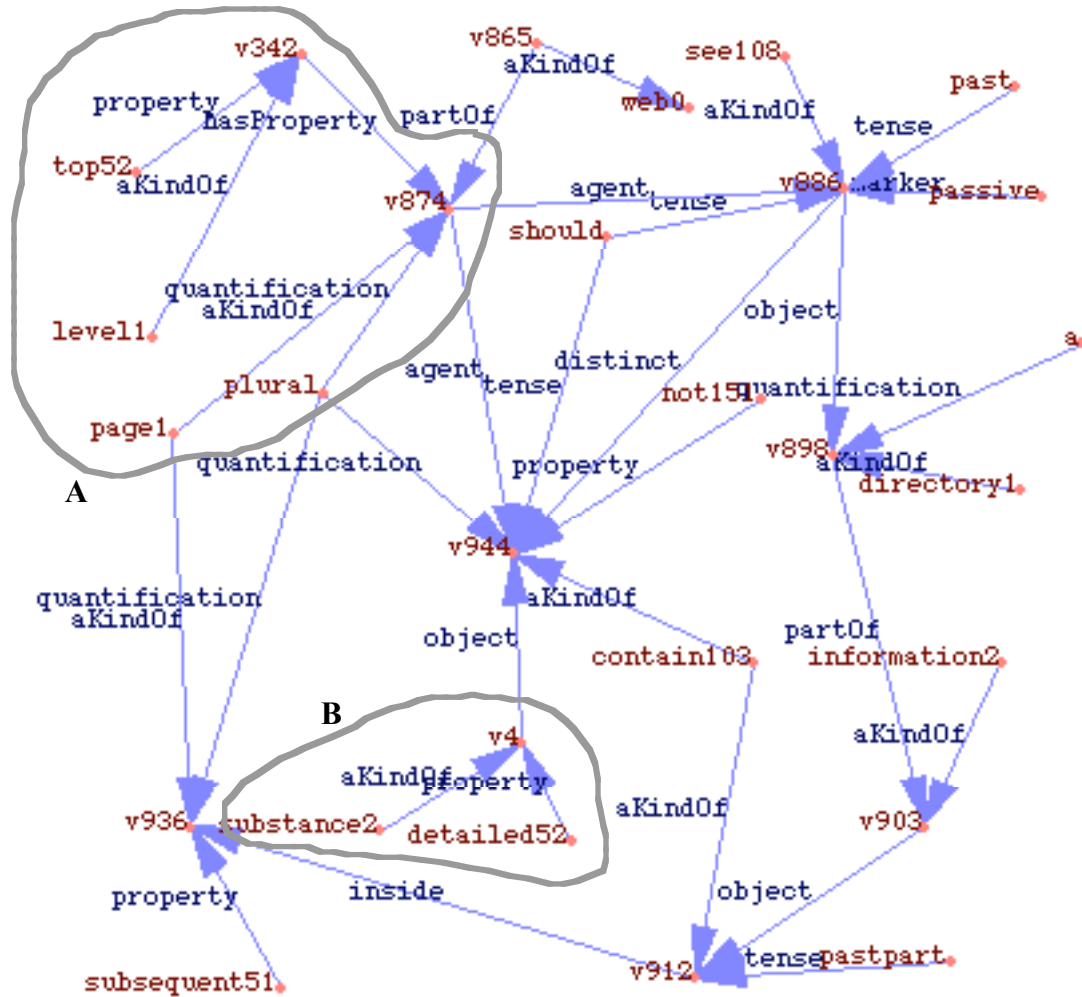 v342
v865
see108
aKindOf
past
property
hasProperty
partOf
web0
aKindOf
tense
top52
aKindOf
v874
agent
tense
v886
marker
passive
should
quantification
aKindOf
object
level1
a
agent
tense
distinct
plural
not151
quantification
page1
v898
aKindOf
A
quantification
property
directory1
v944
quantification
aKindOf
aKindOf
object
partOf
contain103
information2
B
v4
aKindOf
property
aKindOf
aKindOf
v936
substance2
detailed52
v903
property
inside
object
subsequent51
v912
tense
pastpart